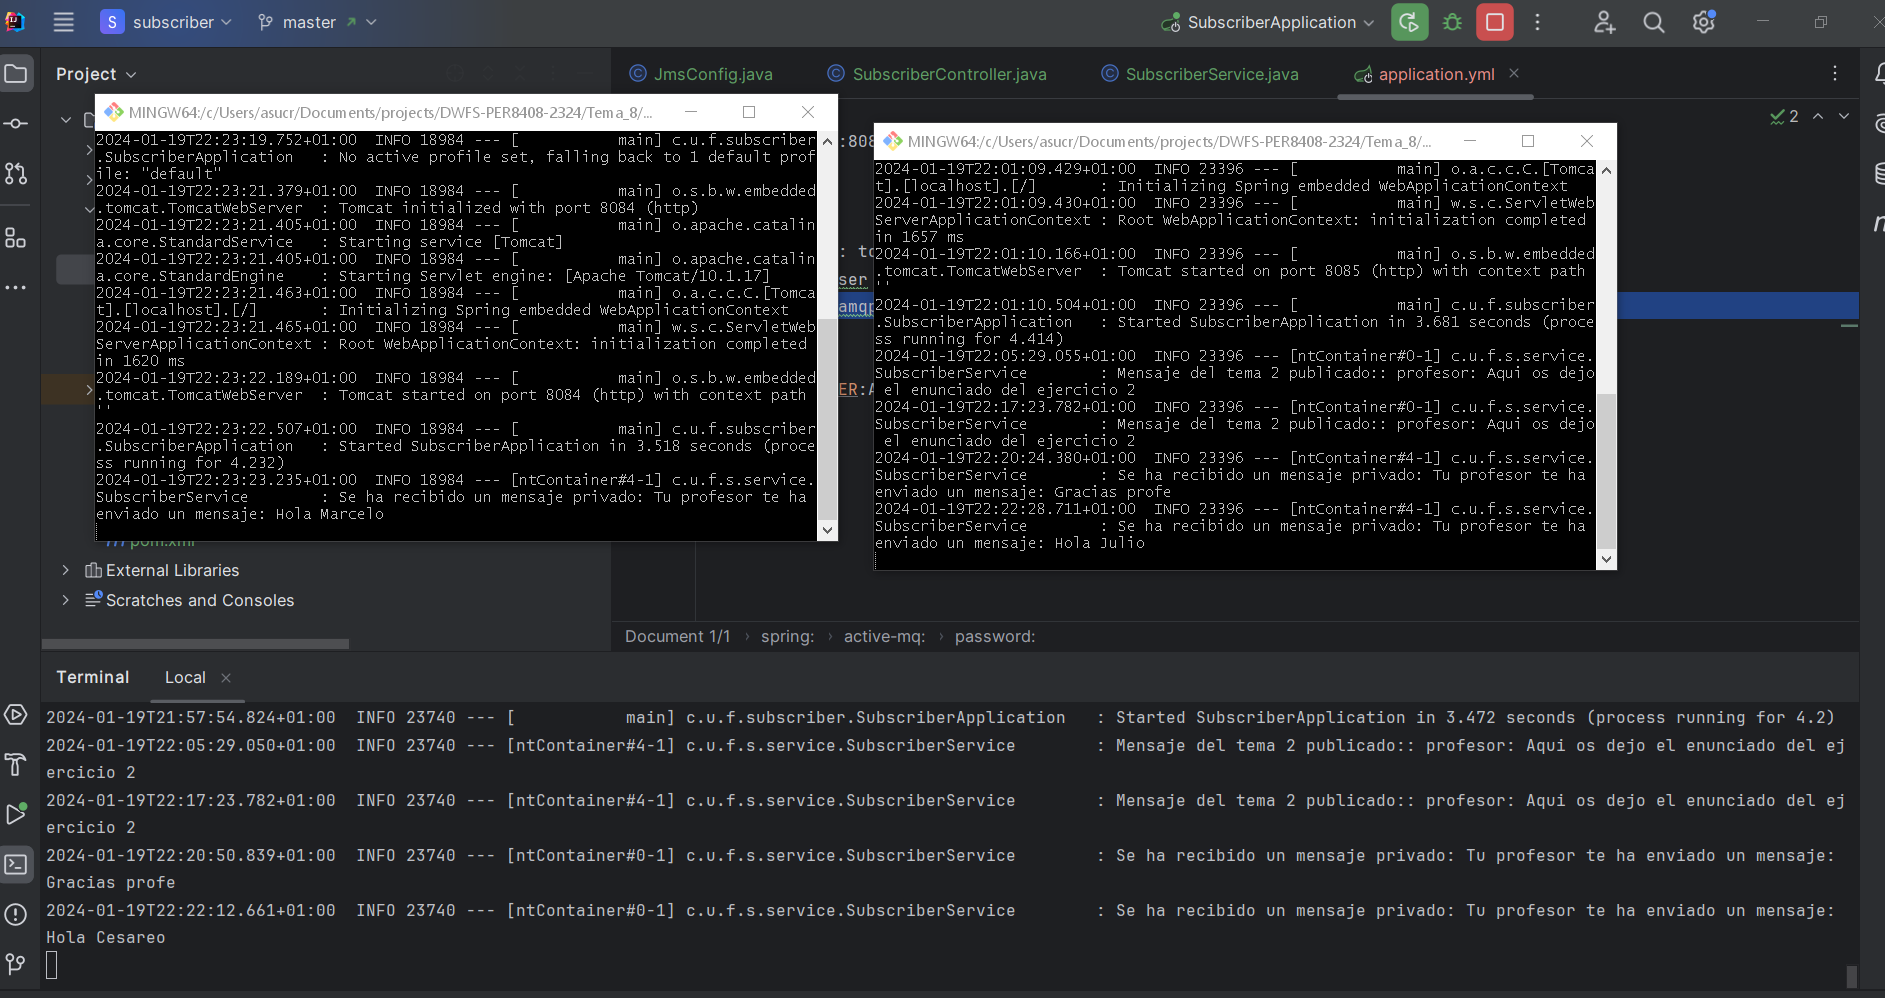 S subscriber master SubscriberApplication
Project
JmsConfig.java SubscriberController.java SubscriberService.java application.yml
2
MINGW64:/c/Users/asucr/Documents/projects/DWFS-PER8408-2324/Tema_8/...
2024-01-19T22:23:19.752+01:00  INFO 18984 --- [           main] c.u.f.subscriber
.SubscriberApplication   : No active profile set, falling back to 1 default prof
ile: "default"
2024-01-19T22:23:21.379+01:00  INFO 18984 --- [           main] o.s.b.w.embedded
.tomcat.TomcatWebServer  : Tomcat initialized with port 8084 (http)
2024-01-19T22:23:21.405+01:00  INFO 18984 --- [           main] o.apache.catalin
a.core.StandardService   : Starting service [Tomcat]
2024-01-19T22:23:21.405+01:00  INFO 18984 --- [           main] o.apache.catalin
a.core.StandardEngine    : Starting Servlet engine: [Apache Tomcat/10.1.17]
2024-01-19T22:23:21.463+01:00  INFO 18984 --- [           main] o.a.c.c.C.[Tomca
t].[localhost].[/]       : Initializing Spring embedded WebApplicationContext
2024-01-19T22:23:21.465+01:00  INFO 18984 --- [           main] w.s.c.ServletWeb
ServerApplicationContext : Root WebApplicationContext: initialization completed
in 1620 ms
2024-01-19T22:23:22.189+01:00  INFO 18984 --- [           main] o.s.b.w.embedded
.tomcat.TomcatWebServer  : Tomcat started on port 8084 (http) with context path
''
2024-01-19T22:23:22.507+01:00  INFO 18984 --- [           main] c.u.f.subscriber
.SubscriberApplication   : Started SubscriberApplication in 3.518 seconds (proce
ss running for 4.232)
2024-01-19T22:23:23.235+01:00  INFO 18984 --- [ntContainer#4-1] c.u.f.s.service.
SubscriberService        : Se ha recibido un mensaje privado: Tu profesor te ha
enviado un mensaje: Hola Marcelo
:808
: to
ser
amqp
ER:A
MINGW64:/c/Users/asucr/Documents/projects/DWFS-PER8408-2324/Tema_8/...
2024-01-19T22:01:09.429+01:00  INFO 23396 --- [           main] o.a.c.c.C.[Tomca
t].[localhost].[/]       : Initializing Spring embedded WebApplicationContext
2024-01-19T22:01:09.430+01:00  INFO 23396 --- [           main] w.s.c.ServletWeb
ServerApplicationContext : Root WebApplicationContext: initialization completed
in 1657 ms
2024-01-19T22:01:10.166+01:00  INFO 23396 --- [           main] o.s.b.w.embedded
.tomcat.TomcatWebServer  : Tomcat started on port 8085 (http) with context path
''
2024-01-19T22:01:10.504+01:00  INFO 23396 --- [           main] c.u.f.subscriber
.SubscriberApplication   : Started SubscriberApplication in 3.681 seconds (proce
ss running for 4.414)
2024-01-19T22:05:29.055+01:00  INFO 23396 --- [ntContainer#0-1] c.u.f.s.service.
SubscriberService        : Mensaje del tema 2 publicado:: profesor: Aqui os dejo
 el enunciado del ejercicio 2
2024-01-19T22:17:23.782+01:00  INFO 23396 --- [ntContainer#0-1] c.u.f.s.service.
SubscriberService        : Mensaje del tema 2 publicado:: profesor: Aqui os dejo
 el enunciado del ejercicio 2
2024-01-19T22:20:24.380+01:00  INFO 23396 --- [ntContainer#4-1] c.u.f.s.service.
SubscriberService        : Se ha recibido un mensaje privado: Tu profesor te ha
enviado un mensaje: Gracias profe
2024-01-19T22:22:28.711+01:00  INFO 23396 --- [ntContainer#4-1] c.u.f.s.service.
SubscriberService        : Se ha recibido un mensaje privado: Tu profesor te ha
enviado un mensaje: Hola Julio
pom.xml
External Libraries
Scratches and Consoles
Document 1/1 › spring: › active-mq: › password:
Terminal Local
2024-01-19T21:57:54.824+01:00  INFO 23740 --- [           main] c.u.f.subscriber.SubscriberApplication   : Started SubscriberApplication in 3.472 seconds (process running for 4.2)
2024-01-19T22:05:29.050+01:00  INFO 23740 --- [ntContainer#4-1] c.u.f.s.service.SubscriberService        : Mensaje del tema 2 publicado:: profesor: Aqui os dejo el enunciado del ej
ercicio 2
2024-01-19T22:17:23.782+01:00  INFO 23740 --- [ntContainer#4-1] c.u.f.s.service.SubscriberService        : Mensaje del tema 2 publicado:: profesor: Aqui os dejo el enunciado del ej
ercicio 2
2024-01-19T22:20:50.839+01:00  INFO 23740 --- [ntContainer#0-1] c.u.f.s.service.SubscriberService        : Se ha recibido un mensaje privado: Tu profesor te ha enviado un mensaje:
Gracias profe
2024-01-19T22:22:12.661+01:00  INFO 23740 --- [ntContainer#0-1] c.u.f.s.service.SubscriberService        : Se ha recibido un mensaje privado: Tu profesor te ha enviado un mensaje:
Hola Cesareo